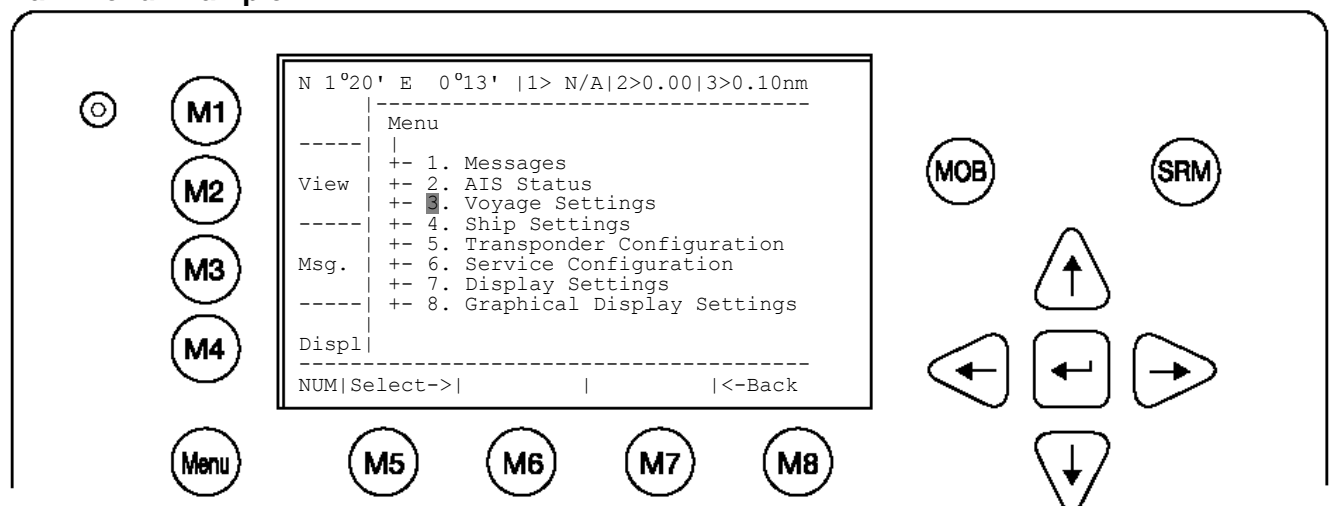 N 1°20' E 0°13' |1> N/A|2>0.00|3>0.10nm
Menu
+- 1. Messages
View | +- 2. AIS Status
+- 3. Voyage Settings
+- 4. Ship Settings
+- 5. Transponder Configuration
Msg. | +- 6. Service Configuration
+- 7. Display Settings
+- 8. Graphical Display Settings
Displ|
NUM|Select->| | |<-Back
M1
M2
M3
M4
Menu
M5
M6
M7
M8
MOB
SRM